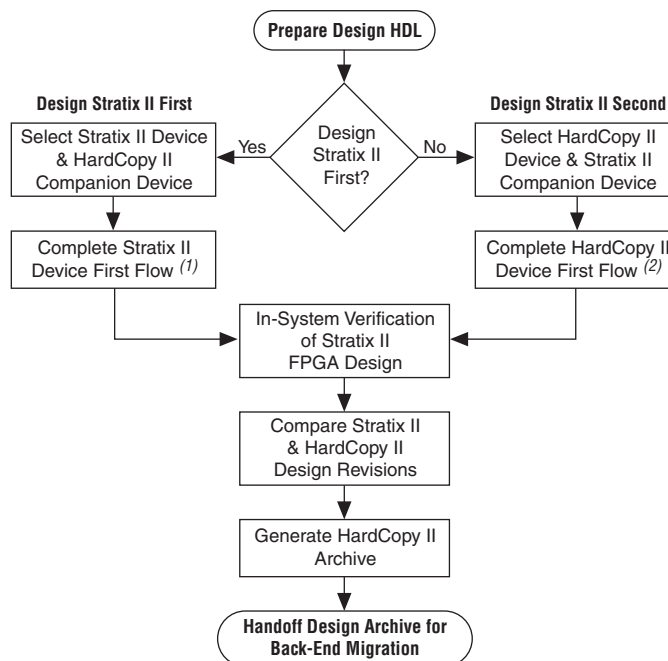 Prepare Design HDL
Design Stratix II First
Design Stratix II Second
Select Stratix II Device
& HardCopy II
Companion Device
Yes
Design
Stratix II
First?
No
Select HardCopy II
Device & Stratix II
Companion Device
Complete Stratix II
Device First Flow (1)
Complete HardCopy II
Device First Flow (2)
In-System Verification
of Stratix II
FPGA Design
Compare Stratix II
& HardCopy II
Design Revisions
Generate HardCopy II
Archive
Handoff Design Archive for
Back-End Migration